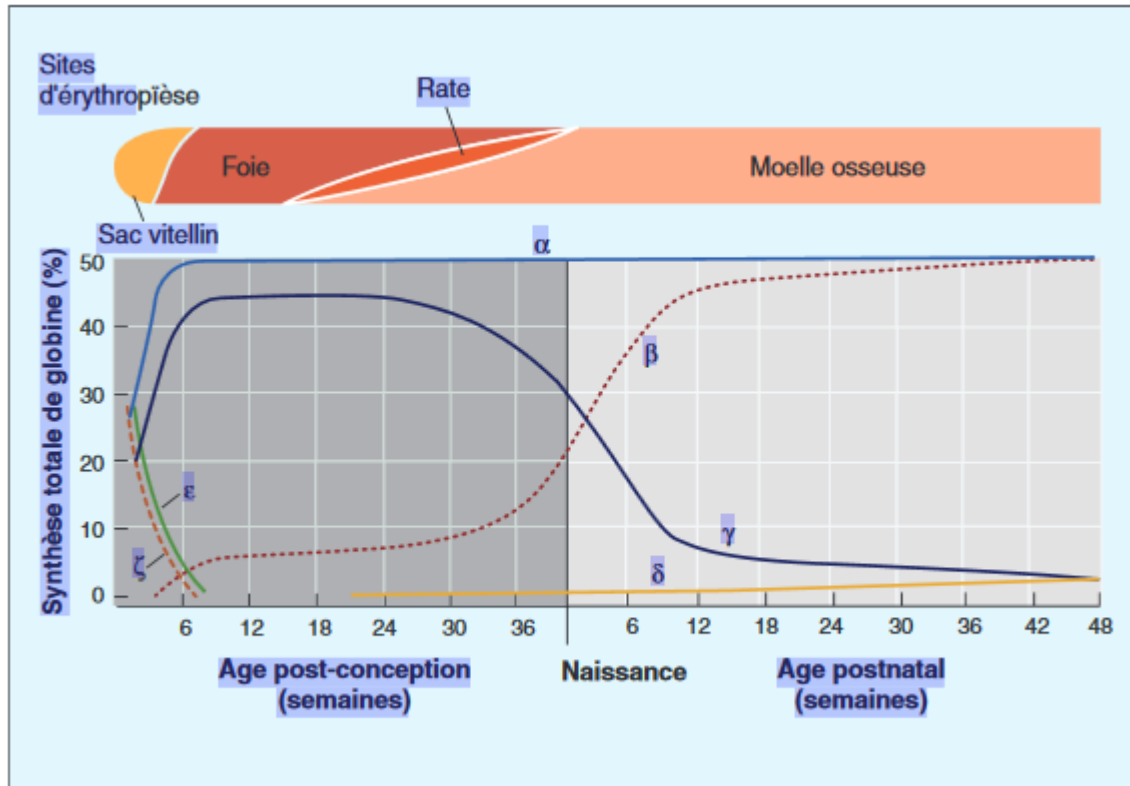 Sites
d'érythropïèse
Rate
Foie
Moelle osseuse
Sac vitellin
Synthèse totale de globine (%)
50
40
30
20
10
0
α
β
ε
ζ
γ
δ
6 12 18 24 30 36 6 12 18 24 30 36 42 48
Age post-conception
(semaines)
Naissance
Age postnatal
(semaines)